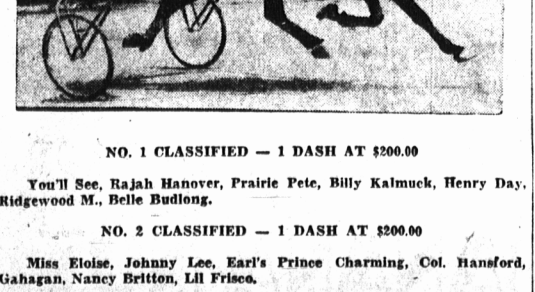 NO. 1 CLASSIFIED — 1 DASH AT $200.00
You'll See, Rajah Hanover, Prairie Pete, Billy Kalmuck, Henry Day,
Ridgewood M., Belle Budlong.
NO. 2 CLASSIFIED — 1 DASH AT $200.00
Miss Eloise, Johnny Lee, Earl's Prince Charming, Col. Hansford,
Gahagan, Nancy Britton, Lil Frisco.